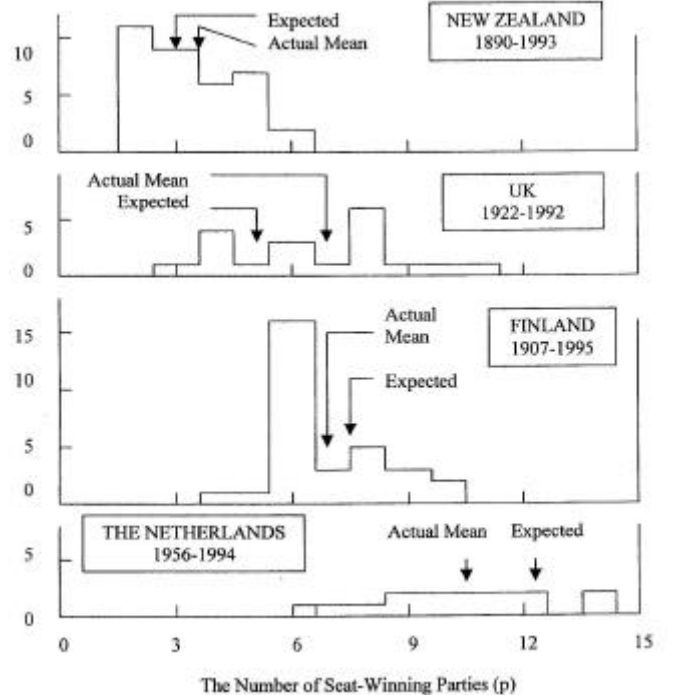 Expected
Actual Mean
NEW ZEALAND
1890-1993
10
5
0
Actual Mean
Expected
UK
1922-1992
5
0
Actual
Mean
Expected
FINLAND
1907-1995
15
10
5
0
THE NETHERLANDS
1956-1994
Actual Mean
Expected
5
0
0
3
6
9
12
15
The Number of Seat-Winning Parties (p)